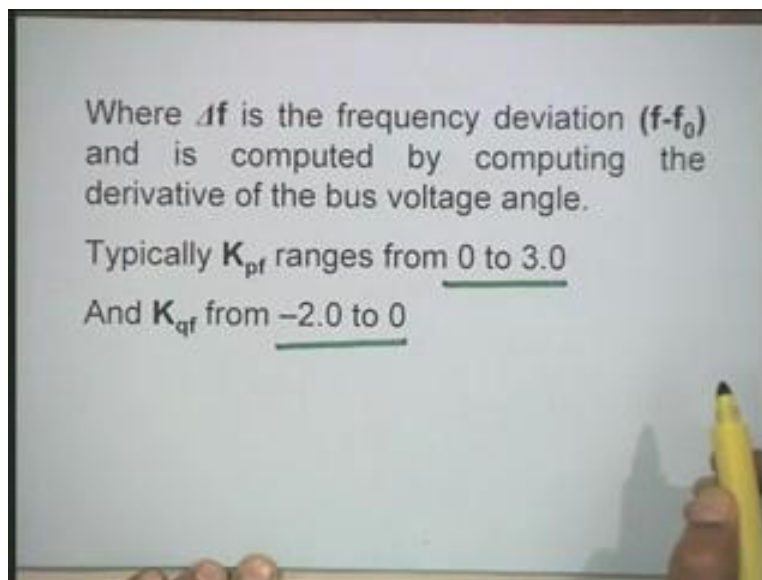 Where Δf is the frequency deviation (f-f₀)
and is computed by computing the
derivative of the bus voltage angle.
Typically Kpf ranges from 0 to 3.0
And Kqf from –2.0 to 0